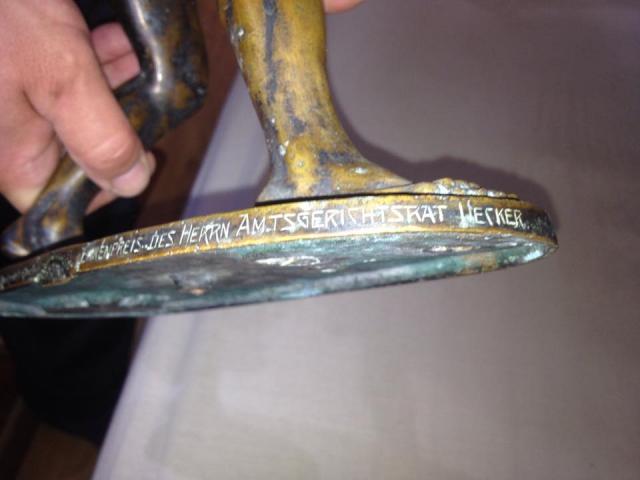 EHRENPREIS DES HERRN AMTSGERICHTSRAT HECKER.